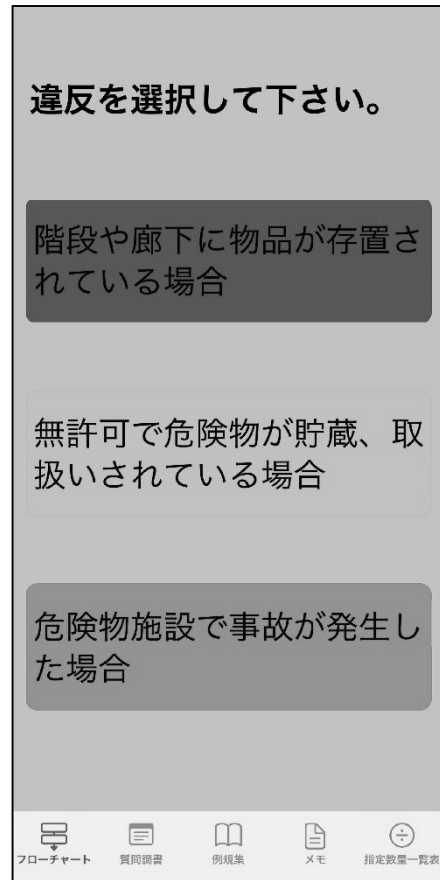 違反を選択して下さい。
階段や廊下に物品が存置さ
れている場合
無許可で危険物が貯蔵、取
扱いされている場合
危険物施設で事故が発生し
た場合
フローチャート 質問調書 例規集 メモ 指定数量一覧表